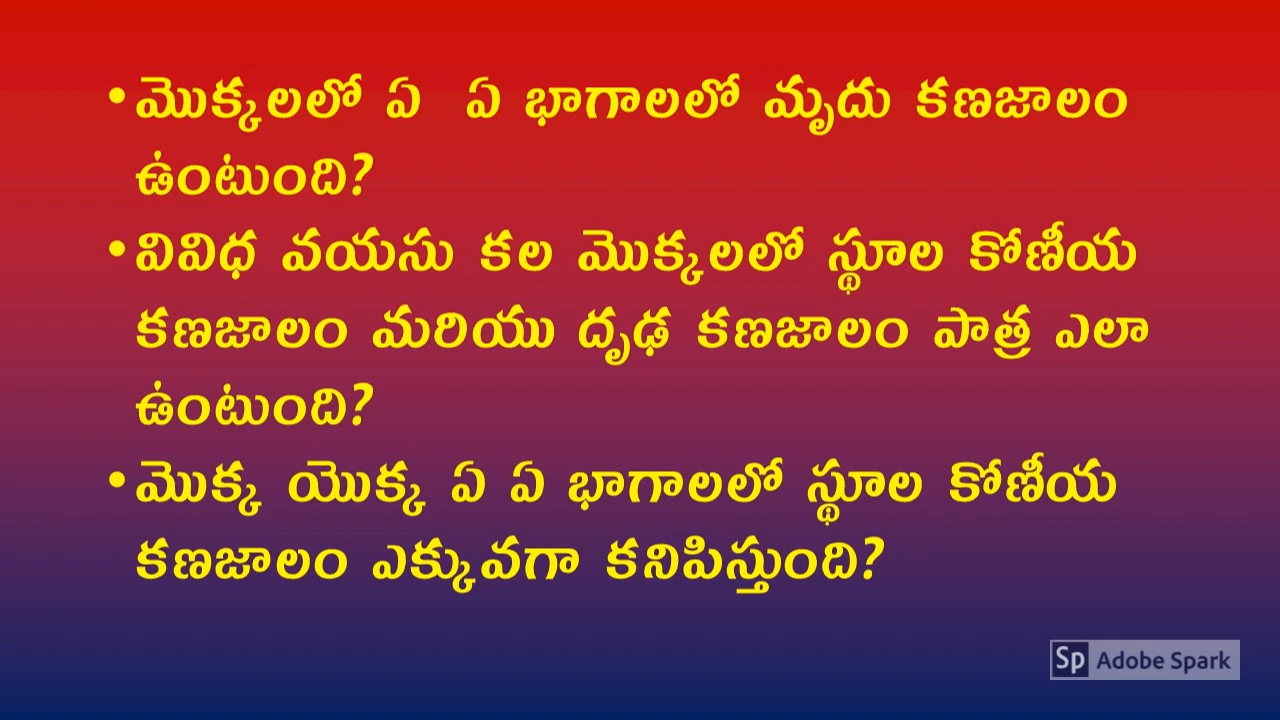 •మొక్కలలో ఏ ఏ భాగాలలో మృదు కణజాలం
ఉంటుంది?
•వివిధ వయసు కల మొక్కలలో స్థూల కోణీయ
కణజాలం మరియు దృఢ కణజాలం పాత్ర ఎలా
ఉంటుంది?
•మొక్క యొక్క ఏ ఏ భాగాలలో స్థూల కోణీయ
కణజాలం ఎక్కువగా కనిపిస్తుంది?
Sp Adobe Spark